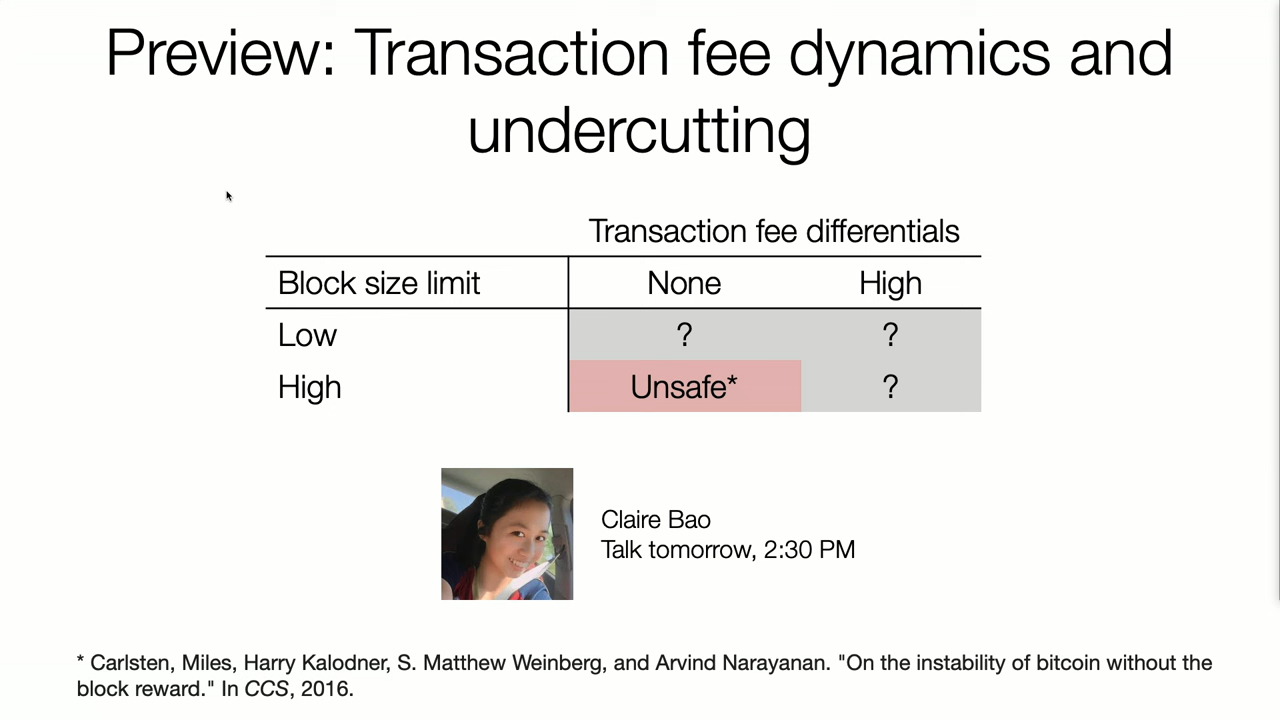 Preview: Transaction fee dynamics and
undercutting
Transaction fee differentials
Block size limit None High
Low ? ?
High Unsafe* ?
Claire Bao
Talk tomorrow, 2:30 PM
* Carlsten, Miles, Harry Kalodner, S. Matthew Weinberg, and Arvind Narayanan. "On the instability of bitcoin without the
block reward." In CCS, 2016.